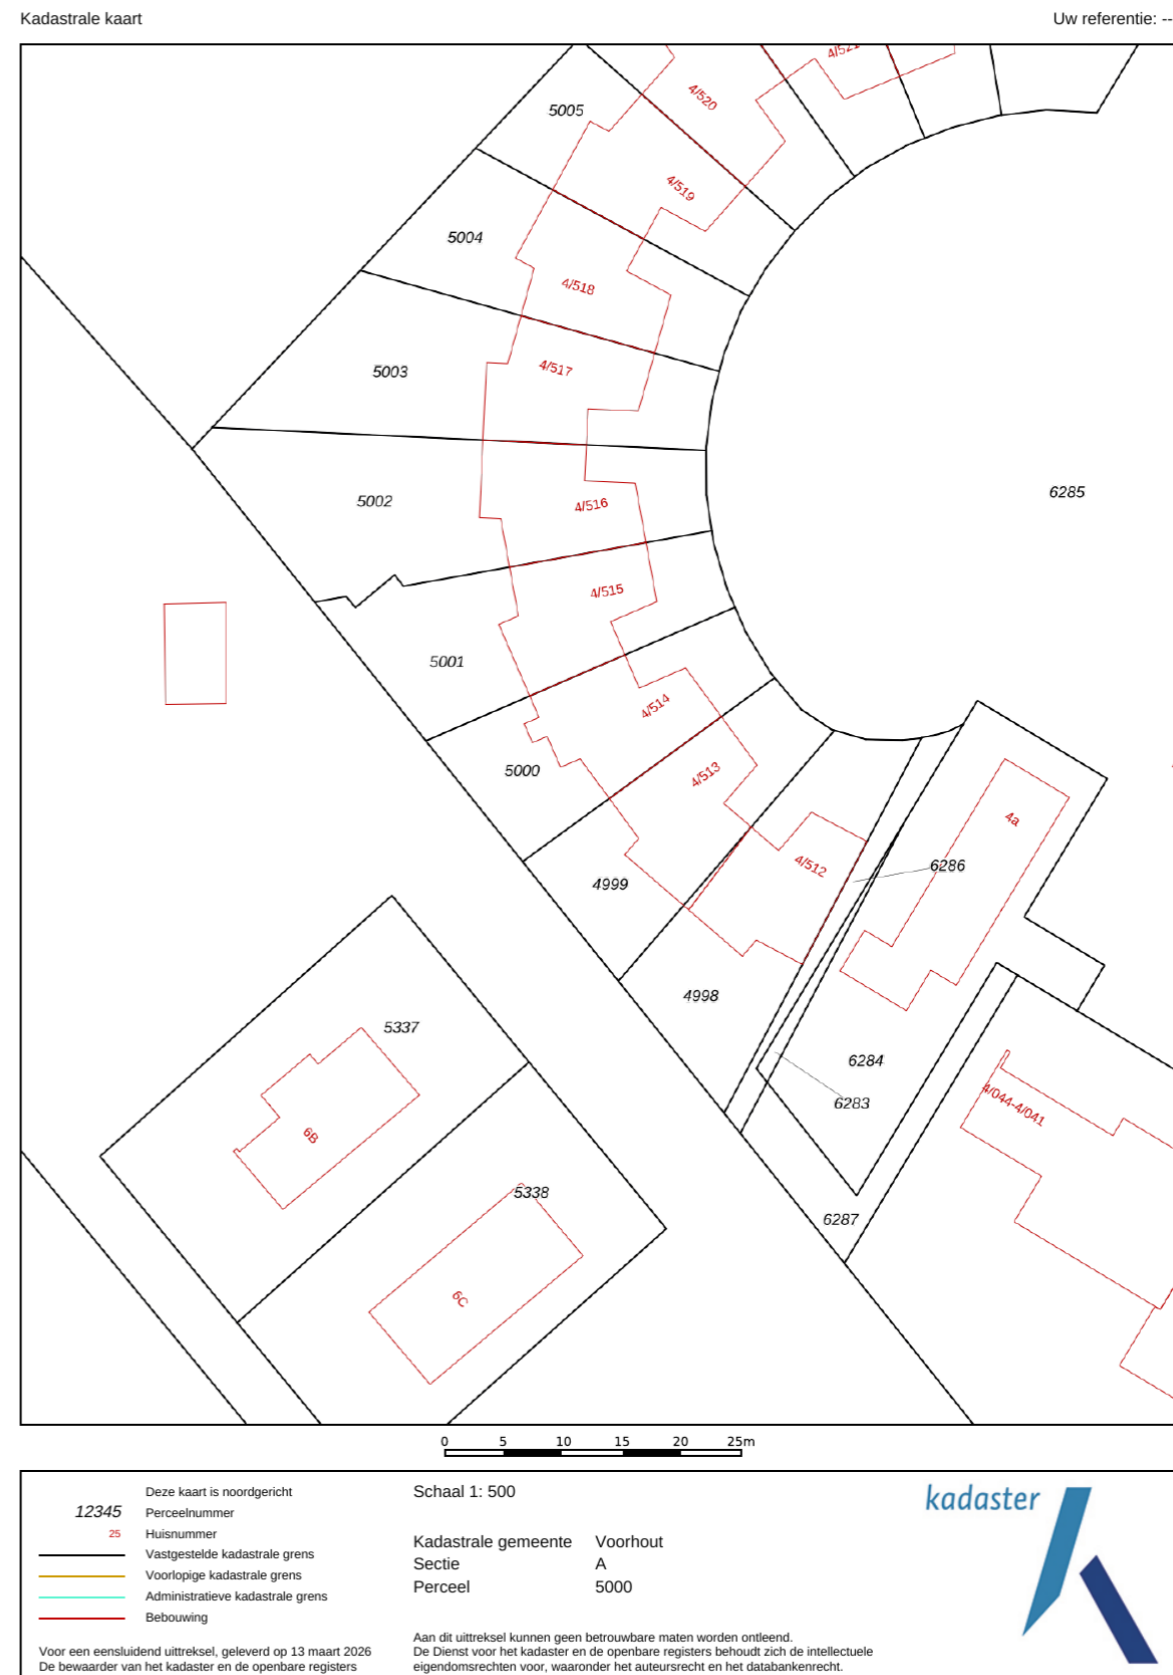 Kadastrale kaart
Uw referentie: --
4/521
4/520
5005
4/519
5004
4/518
4/517
5003
6285
5002
4/516
4/515
5001
4/514
5000
4/513
4a
4/512
6286
4999
4998
5337
6284
6283
4/044-4/041
6B
5338
6287
6C
0 5 10 15 20 25m
Deze kaart is noordgericht
12345 Perceelnummer
25 Huisnummer
Vastgestelde kadastrale grens
Voorlopige kadastrale grens
Administratieve kadastrale grens
Bebouwing
Voor een eensluidend uittreksel, geleverd op 13 maart 2026
De bewaarder van het kadaster en de openbare registers
Schaal 1: 500
Kadastrale gemeente Voorhout
Sectie A
Perceel 5000
Aan dit uittreksel kunnen geen betrouwbare maten worden ontleend.
De Dienst voor het kadaster en de openbare registers behoudt zich de intellectuele
eigendomsrechten voor, waaronder het auteursrecht en het databankenrecht.
kadaster